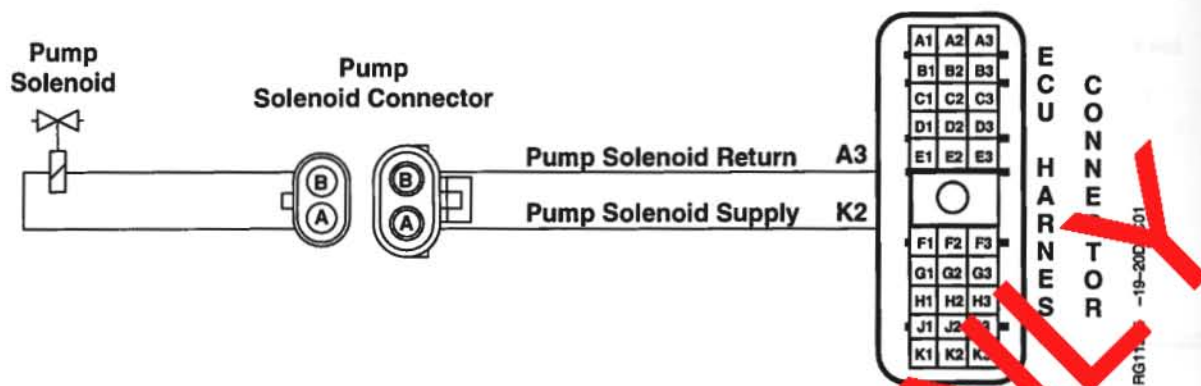 Pump
Solenoid
Pump
Solenoid Connector
B
A
B
A
Pump Solenoid Return A3
Pump Solenoid Supply K2
A1 A2 A3
B1 B2 B3
C1 C2 C3
D1 D2 D3
E1 E2 E3
F1 F2 F3
G1 G2 G3
H1 H2 H3
J1 J2
K1 K2
ECU HARNESS
CONNECTOR